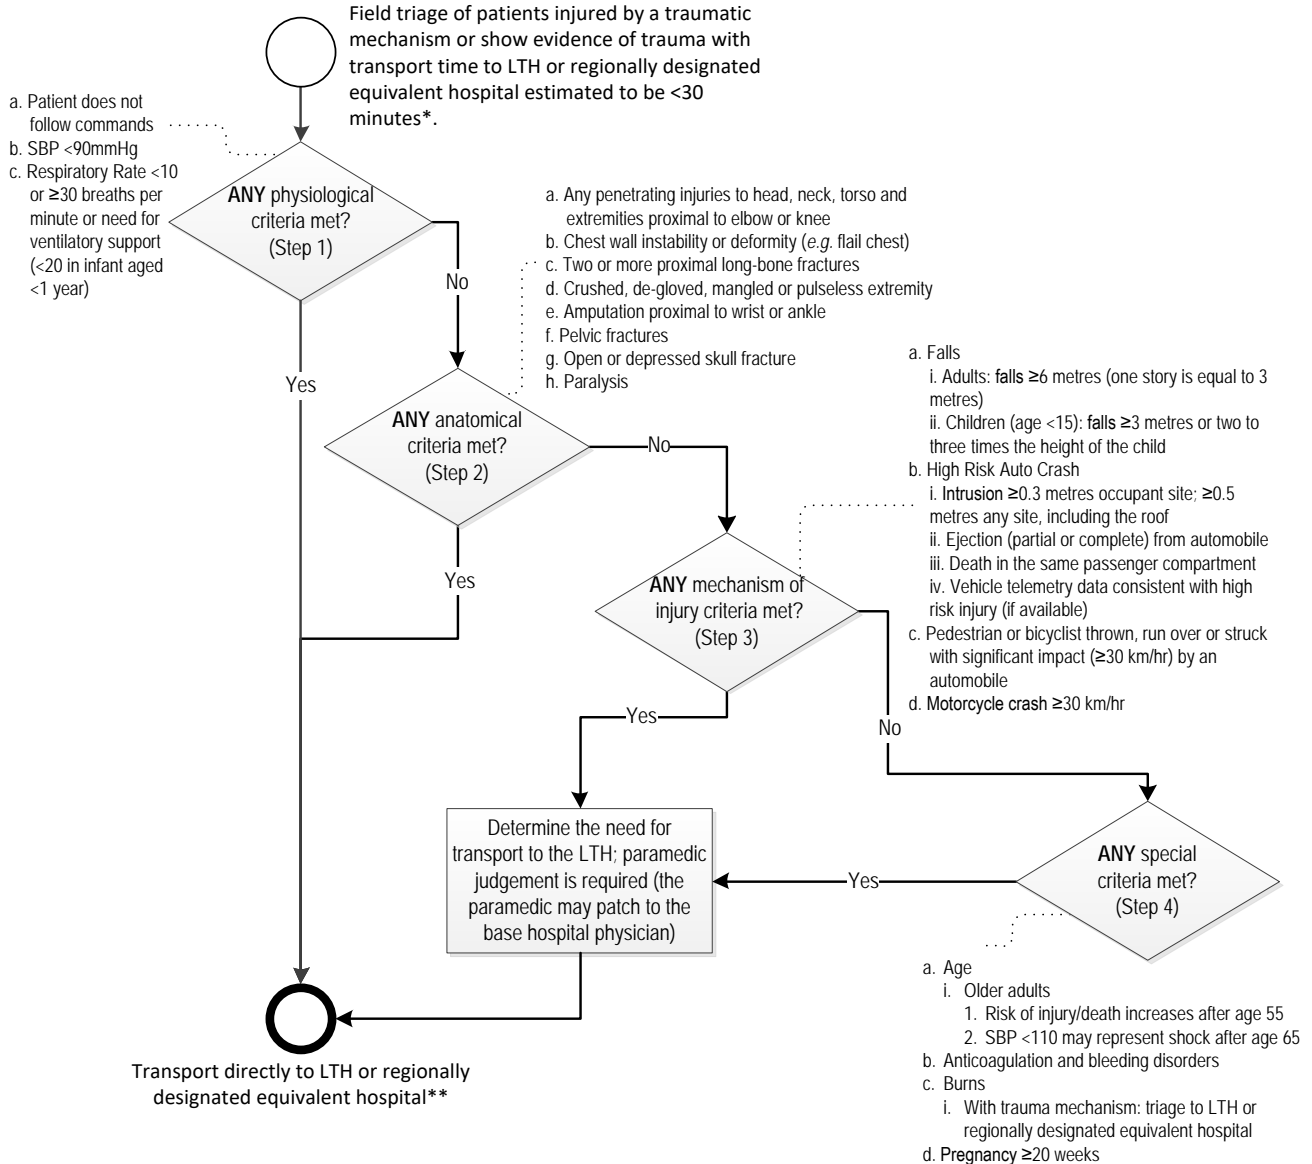 Field triage of patients injured by a traumatic
mechanism or show evidence of trauma with
transport time to LTH or regionally designated
equivalent hospital estimated to be <30
minutes*.
a. Patient does not
follow commands
b. SBP <90mmHg
c. Respiratory Rate <10
or ≥30 breaths per
minute or need for
ventilatory support
(<20 in infant aged
<1 year)
ANY physiological
criteria met?
(Step 1)
No
Yes
a. Any penetrating injuries to head, neck, torso and
extremities proximal to elbow or knee
b. Chest wall instability or deformity (e.g. flail chest)
c. Two or more proximal long-bone fractures
d. Crushed, de-gloved, mangled or pulseless extremity
e. Amputation proximal to wrist or ankle
f. Pelvic fractures
g. Open or depressed skull fracture
h. Paralysis
ANY anatomical
criteria met?
(Step 2)
No
Yes
a. Falls
i. Adults: falls ≥6 metres (one story is equal to 3
metres)
ii. Children (age <15): falls ≥3 metres or two to
three times the height of the child
b. High Risk Auto Crash
i. Intrusion ≥0.3 metres occupant site; ≥0.5
metres any site, including the roof
ii. Ejection (partial or complete) from automobile
iii. Death in the same passenger compartment
iv. Vehicle telemetry data consistent with high
risk injury (if available)
c. Pedestrian or bicyclist thrown, run over or struck
with significant impact (≥30 km/hr) by an
automobile
d. Motorcycle crash ≥30 km/hr
ANY mechanism of
injury criteria met?
(Step 3)
Yes
No
Determine the need for
transport to the LTH; paramedic
judgement is required (the
paramedic may patch to the
base hospital physician)
Yes
ANY special
criteria met?
(Step 4)
a. Age
i. Older adults
1. Risk of injury/death increases after age 55
2. SBP <110 may represent shock after age 65
b. Anticoagulation and bleeding disorders
c. Burns
i. With trauma mechanism: triage to LTH or
regionally designated equivalent hospital
d. Pregnancy ≥20 weeks
Transport directly to LTH or regionally
designated equivalent hospital**